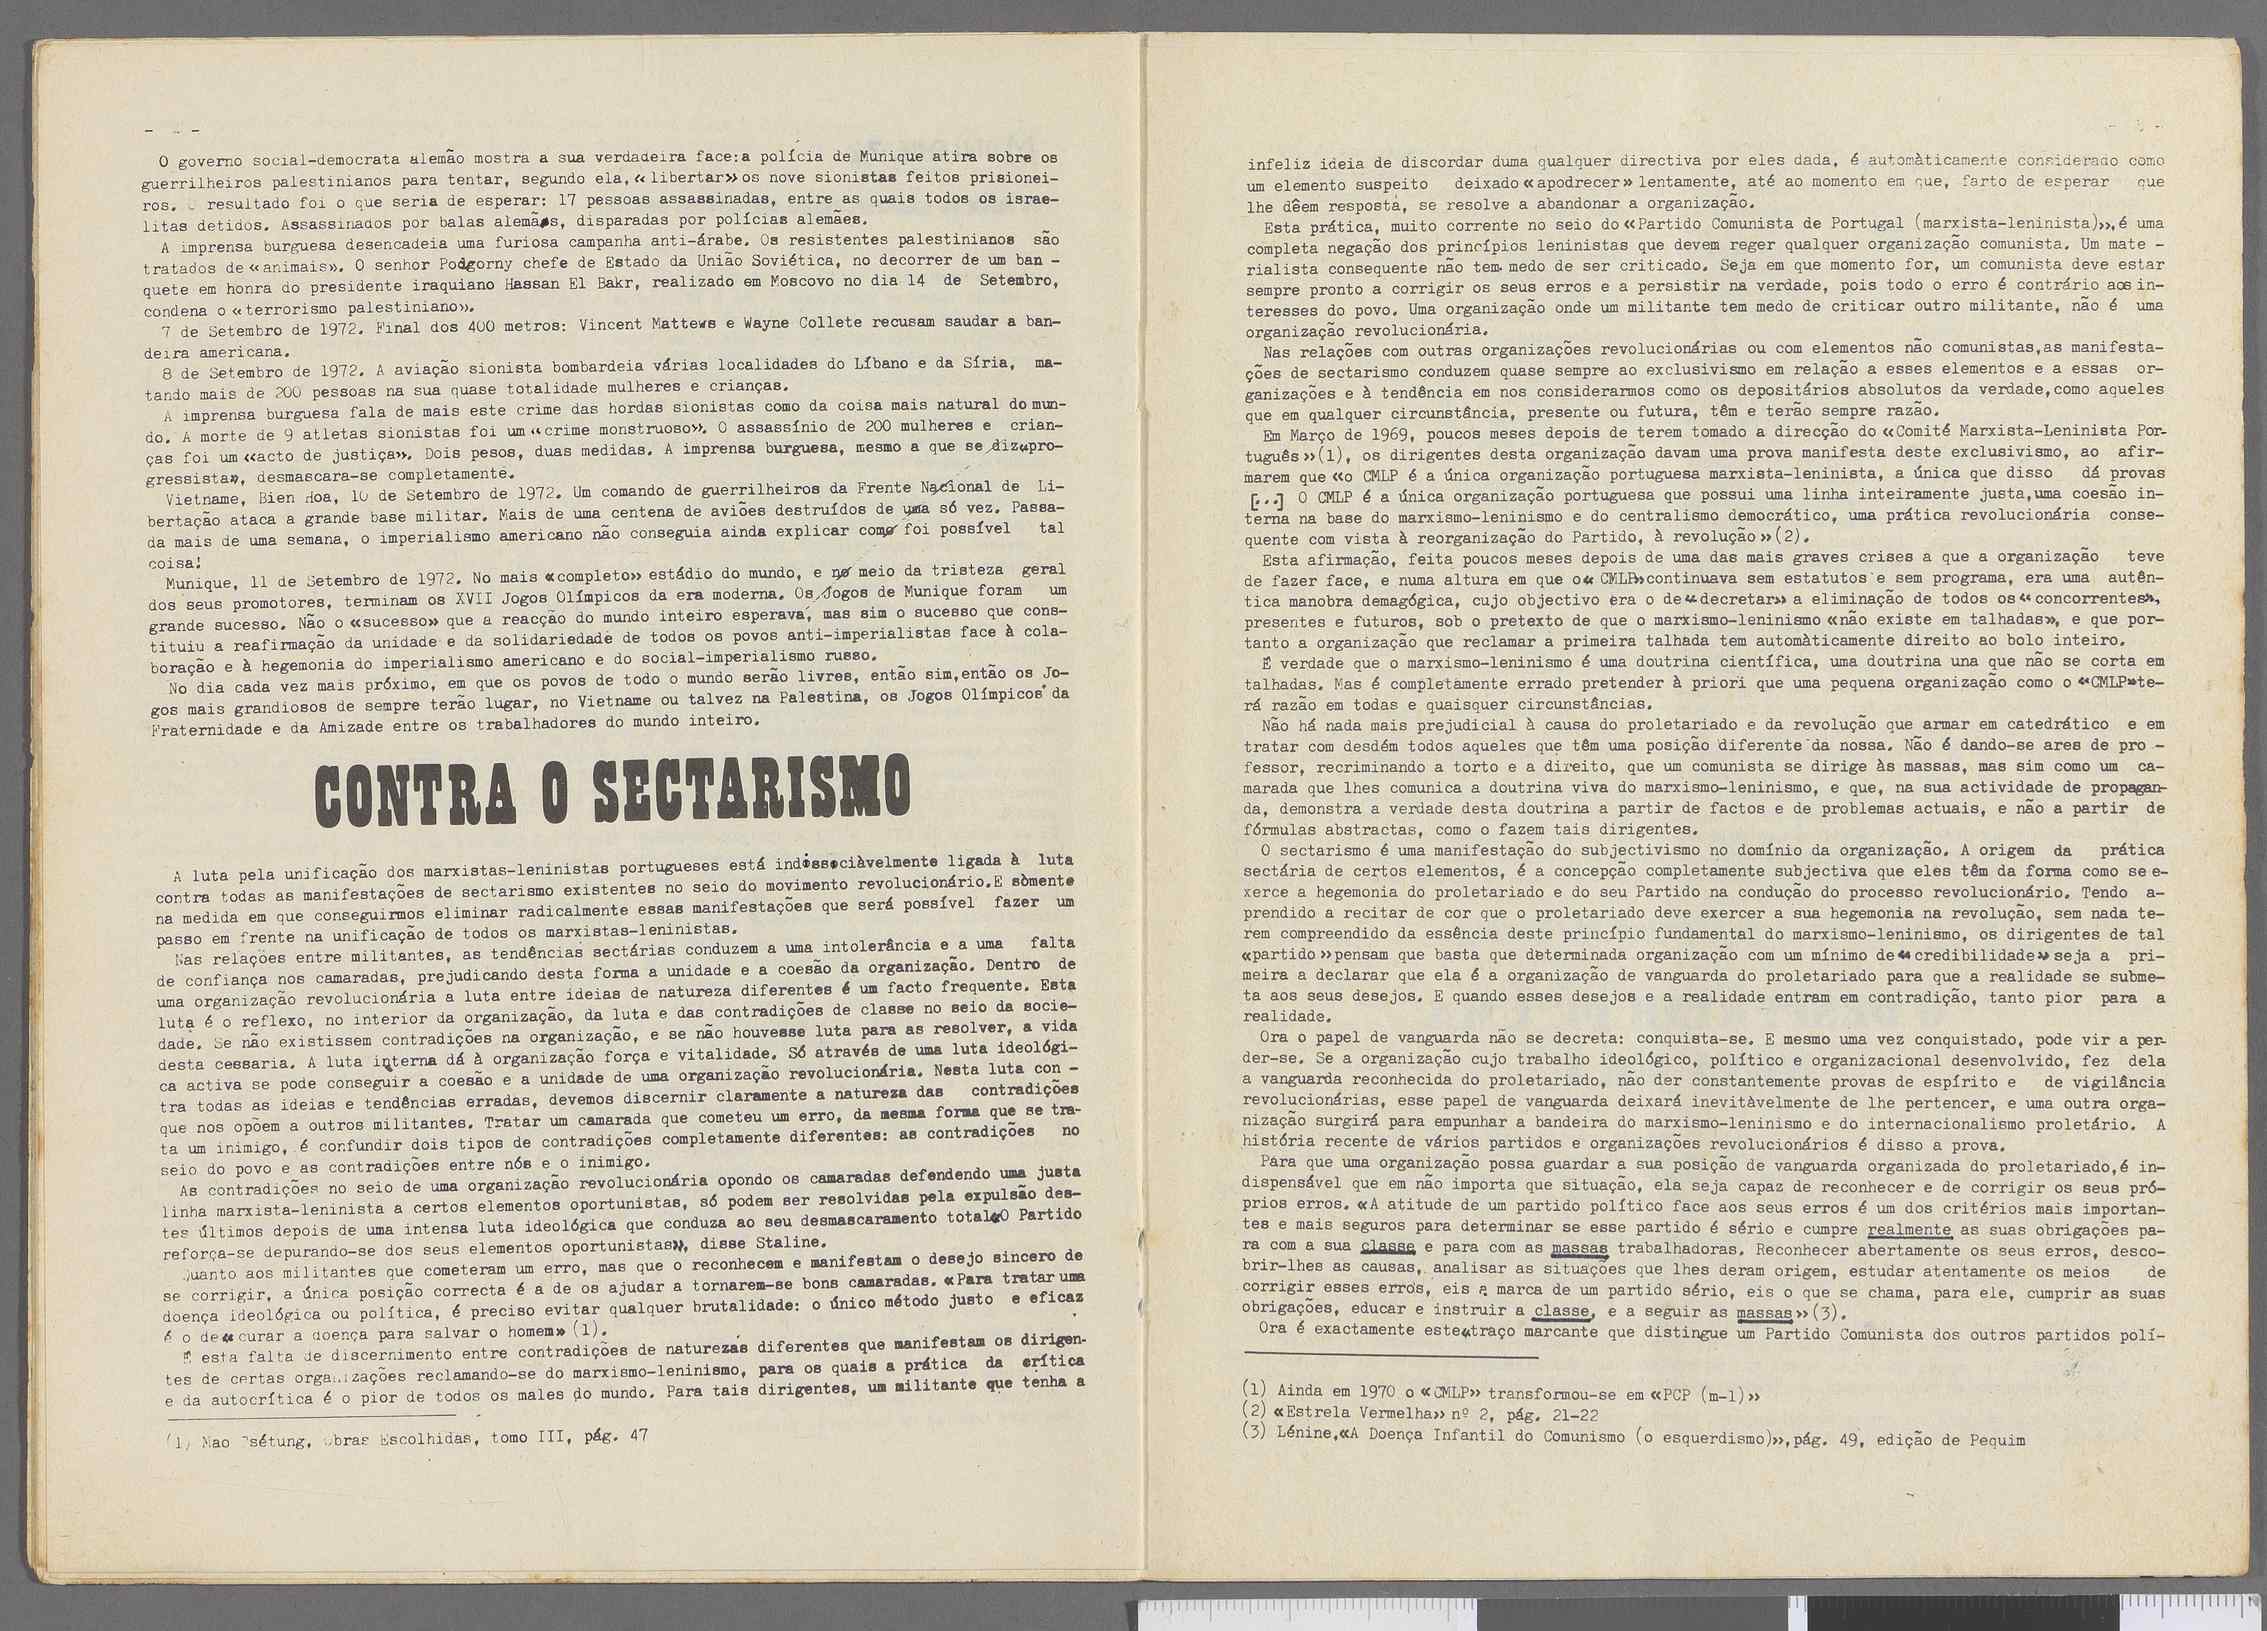 O governo social-democrata alemão mostra a sua verdadeira face:a polícia de Munique atira sobre os
guerrilheiros palestinianos para tentar, segundo ela,«libertar»os nove sionistas feitos prisionei-
ros. resultado foi o que seria de esperar: 17 pessoas assassinadas, entre as quais todos os israe-
litas detidos. Assassinados por balas alemãs, disparadas por polícias alemães.
A imprensa burguesa desencadeia uma furiosa campanha anti-árabe. Os resistentes palestinianos são
tratados de «animais». O senhor Podgorny chefe de Estado da União Soviética, no decorrer de um ban -
quete em honra do presidente iraquiano Hassan El Bakr, realizado em Moscovo no dia 14 de Setembro,
condena o «terrorismo palestiniano».
7 de Setembro de 1972. Final dos 400 metros: Vincent Mattews e Wayne Collete recusam saudar a ban-
deira americana.
8 de Setembro de 1972. A aviação sionista bombardeia várias localidades do Líbano e da Síria, ma-
tando mais de 200 pessoas na sua quase totalidade mulheres e crianças.
A imprensa burguesa fala de mais este crime das hordas sionistas como da coisa mais natural do mun-
do. A morte de 9 atletas sionistas foi um «crime monstruoso». O assassínio de 200 mulheres e crian-
ças foi um «acto de justiça». Dois pesos, duas medidas. A imprensa burguesa, mesmo a que se diz«pro-
gressista», desmascara-se completamente.
Vietname, Bien Hoa, 10 de Setembro de 1972. Um comando de guerrilheiros da Frente Nacional de Li-
bertação ataca a grande base militar. Mais de uma centena de aviões destruídos de uma só vez. Passa-
da mais de uma semana, o imperialismo americano não conseguia ainda explicar como foi possível tal
coisa!
Munique, 11 de Setembro de 1972. No mais «completo» estádio do mundo, e no meio da tristeza geral
dos seus promotores, terminam os XVII Jogos Olímpicos da era moderna. Os Jogos de Munique foram um
grande sucesso. Não o «sucesso» que a reacção do mundo inteiro esperava, mas sim o sucesso que cons-
tituiu a reafirmação da unidade e da solidariedade de todos os povos anti-imperialistas face à cola-
boração e à hegemonia do imperialismo americano e do social-imperialismo russo.
No dia cada vez mais próximo, em que os povos de todo o mundo serão livres, então sim,então os Jo-
gos mais grandiosos de sempre terão lugar, no Vietname ou talvez na Palestina, os Jogos Olímpicos da
Fraternidade e da Amizade entre os trabalhadores do mundo inteiro.
CONTRA O SECTARISMO
A luta pela unificação dos marxistas-leninistas portugueses está indissociàvelmente ligada à luta
contra todas as manifestações de sectarismo existentes no seio do movimento revolucionário.E sòmente
na medida em que conseguirmos eliminar radicalmente essas manifestações que será possível fazer um
passo em frente na unificação de todos os marxistas-leninistas.
Nas relações entre militantes, as tendências sectárias conduzem a uma intolerância e a uma falta
de confiança nos camaradas, prejudicando desta forma a unidade e a coesão da organização. Dentro de
uma organização revolucionária a luta entre ideias de natureza diferentes é um facto frequente. Esta
luta é o reflexo, no interior da organização, da luta e das contradições de classe no seio da socie-
dade. Se não existissem contradições na organização, e se não houvesse luta para as resolver, a vida
desta cessaria. A luta interna dá à organização força e vitalidade. Só através de uma luta ideológi-
ca activa se pode conseguir a coesão e a unidade de uma organização revolucionária. Nesta luta con -
tra todas as ideias e tendências erradas, devemos discernir claramente a natureza das contradições
que nos opõem a outros militantes. Tratar um camarada que cometeu um erro, da mesma forma que se tra-
ta um inimigo, é confundir dois tipos de contradições completamente diferentes: as contradições no
seio do povo e as contradições entre nós e o inimigo.
As contradições no seio de uma organização revolucionária opondo os camaradas defendendo uma justa
linha marxista-leninista a certos elementos oportunistas, só podem ser resolvidas pela expulsão des-
tes últimos depois de uma intensa luta ideológica que conduza ao seu desmascaramento total«O Partido
reforça-se depurando-se dos seus elementos oportunistas», disse Staline.
Quanto aos militantes que cometeram um erro, mas que o reconhecem e manifestam o desejo sincero de
se corrigir, a única posição correcta é a de os ajudar a tornarem-se bons camaradas. «Para tratar uma
doença ideológica ou política, é preciso evitar qualquer brutalidade: o único método justo e eficaz
é o de«curar a doença para salvar o homem»(1).
É esta falta de discernimento entre contradições de naturezas diferentes que manifestam os dirigen-
tes de certas organizações reclamando-se do marxismo-leninismo, para os quais a prática da crítica
e da autocrítica é o pior de todos os males do mundo. Para tais dirigentes, um militante que tenha a
(1) Mao Tsétung, Obras Escolhidas, tomo III, pág. 47
infeliz ideia de discordar duma qualquer directiva por eles dada, é automàticamente considerado como
um elemento suspeito deixado «apodrecer» lentamente, até ao momento em que, farto de esperar que
lhe dêem resposta, se resolve a abandonar a organização.
Esta prática, muito corrente no seio do «Partido Comunista de Portugal (marxista-leninista)»,é uma
completa negação dos princípios leninistas que devem reger qualquer organização comunista. Um mate -
rialista consequente não tem medo de ser criticado. Seja em que momento for, um comunista deve estar
sempre pronto a corrigir os seus erros e a persistir na verdade, pois todo o erro é contrário aos in-
teresses do povo. Uma organização onde um militante tem medo de criticar outro militante, não é uma
organização revolucionária.
Nas relações com outras organizações revolucionárias ou com elementos não comunistas,as manifesta-
ções de sectarismo conduzem quase sempre ao exclusivismo em relação a esses elementos e a essas or-
ganizações e à tendência em nos considerarmos como os depositários absolutos da verdade,como aqueles
que em qualquer circunstância, presente ou futura, têm e terão sempre razão.
Em Março de 1969, poucos meses depois de terem tomado a direcção do «Comité Marxista-Leninista Por-
tuguês»(1), os dirigentes desta organização davam uma prova manifesta deste exclusivismo, ao afir-
marem que «o CMLP é a única organização portuguesa marxista-leninista, a única que disso dá provas
[...] O CMLP é a única organização portuguesa que possui uma linha inteiramente justa,uma coesão in-
terna na base do marxismo-leninismo e do centralismo democrático, uma prática revolucionária conse-
quente com vista à reorganização do Partido, à revolução»(2).
Esta afirmação, feita poucos meses depois de uma das mais graves crises a que a organização teve
de fazer face, e numa altura em que o«CMLP»continuava sem estatutos e sem programa, era uma autên-
tica manobra demagógica, cujo objectivo era o de«decretar» a eliminação de todos os«concorrentes»,
presentes e futuros, sob o pretexto de que o marxismo-leninismo «não existe em talhadas», e que por-
tanto a organização que reclamar a primeira talhada tem automàticamente direito ao bolo inteiro.
É verdade que o marxismo-leninismo é uma doutrina científica, uma doutrina una que não se corta em
talhadas. Mas é completamente errado pretender à priori que uma pequena organização como o «CMLP»te-
rá razão em todas e quaisquer circunstâncias.
Não há nada mais prejudicial à causa do proletariado e da revolução que armar em catedrático e em
tratar com desdém todos aqueles que têm uma posição diferente da nossa. Não é dando-se ares de pro -
fessor, recriminando a torto e a direito, que um comunista se dirige às massas, mas sim como um ca-
marada que lhes comunica a doutrina viva do marxismo-leninismo, e que, na sua actividade de propagan-
da, demonstra a verdade desta doutrina a partir de factos e de problemas actuais, e não a partir de
fórmulas abstractas, como o fazem tais dirigentes.
O sectarismo é uma manifestação do subjectivismo no domínio da organização. A origem da prática
sectária de certos elementos, é a concepção completamente subjectiva que eles têm da forma como se e-
xerce a hegemonia do proletariado e do seu Partido na condução do processo revolucionário. Tendo a-
prendido a recitar de cor que o proletariado deve exercer a sua hegemonia na revolução, sem nada te-
rem compreendido da essência deste princípio fundamental do marxismo-leninismo, os dirigentes de tal
«partido»pensam que basta que determinada organização com um mínimo de«credibilidade»seja a pri-
meira a declarar que ela é a organização de vanguarda do proletariado para que a realidade se subme-
ta aos seus desejos. E quando esses desejos e a realidade entram em contradição, tanto pior para a
realidade.
Ora o papel de vanguarda não se decreta: conquista-se. E mesmo uma vez conquistado, pode vir a per-
der-se. Se a organização cujo trabalho ideológico, político e organizacional desenvolvido, fez dela
a vanguarda reconhecida do proletariado, não der constantemente provas de espírito e de vigilância
revolucionárias, esse papel de vanguarda deixará inevitàvelmente de lhe pertencer, e uma outra orga-
nização surgirá para empunhar a bandeira do marxismo-leninismo e do internacionalismo proletário. A
história recente de vários partidos e organizações revolucionários é disso a prova.
Para que uma organização possa guardar a sua posição de vanguarda organizada do proletariado,é in-
dispensável que em não importa que situação, ela seja capaz de reconhecer e de corrigir os seus pró-
prios erros. «A atitude de um partido político face aos seus erros é um dos critérios mais importan-
tes e mais seguros para determinar se esse partido é sério e cumpre realmente as suas obrigações pa-
ra com a sua classe e para com as massas trabalhadoras. Reconhecer abertamente os seus erros, desco-
brir-lhes as causas, analisar as situações que lhes deram origem, estudar atentamente os meios de
corrigir esses erros, eis a marca de um partido sério, eis o que se chama, para ele, cumprir as suas
obrigações, educar e instruir a classe, e a seguir as massas»(3).
Ora é exactamente este«traço marcante que distingue um Partido Comunista dos outros partidos polí-
(1) Ainda em 1970 o «CMLP» transformou-se em «PCP (m-l)»
(2) «Estrela Vermelha» nº 2, pág. 21-22
(3) Lénine,«A Doença Infantil do Comunismo (o esquerdismo)»,pág. 49, edição de Pequim